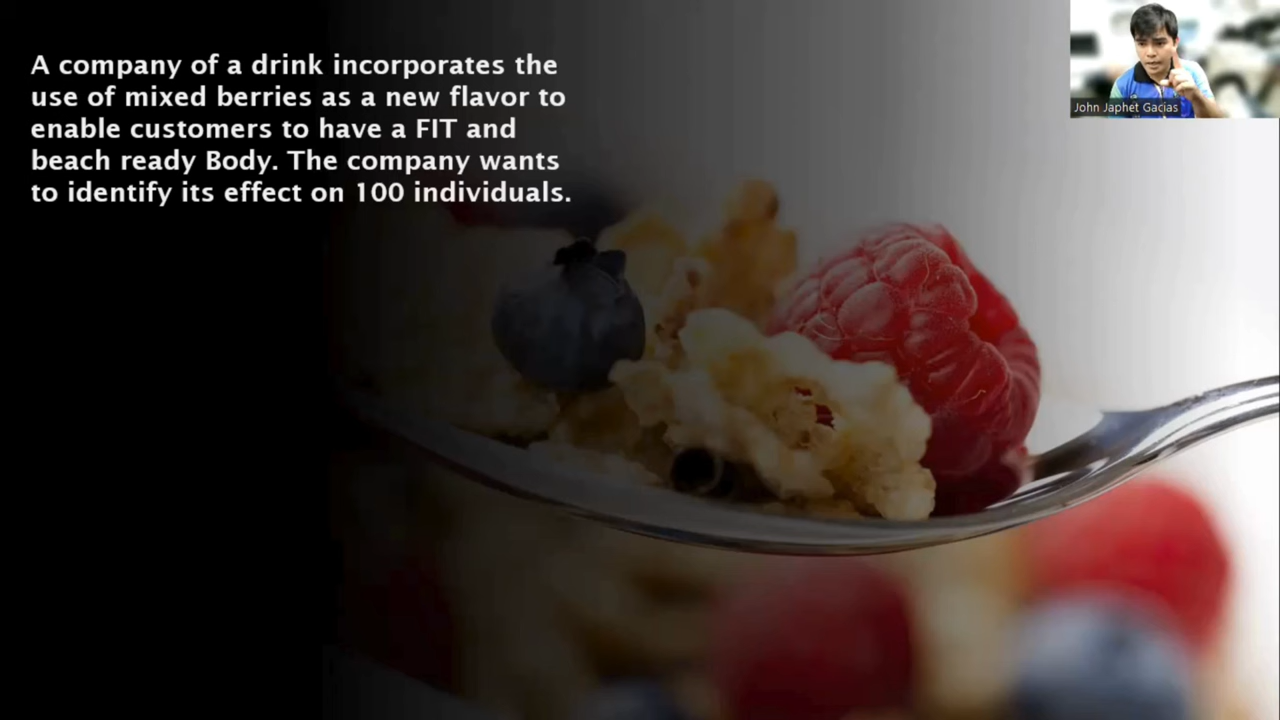 A company of a drink incorporates the
use of mixed berries as a new flavor to
enable customers to have a FIT and
beach ready Body. The company wants
to identify its effect on 100 individuals.
John Japhet Gacias